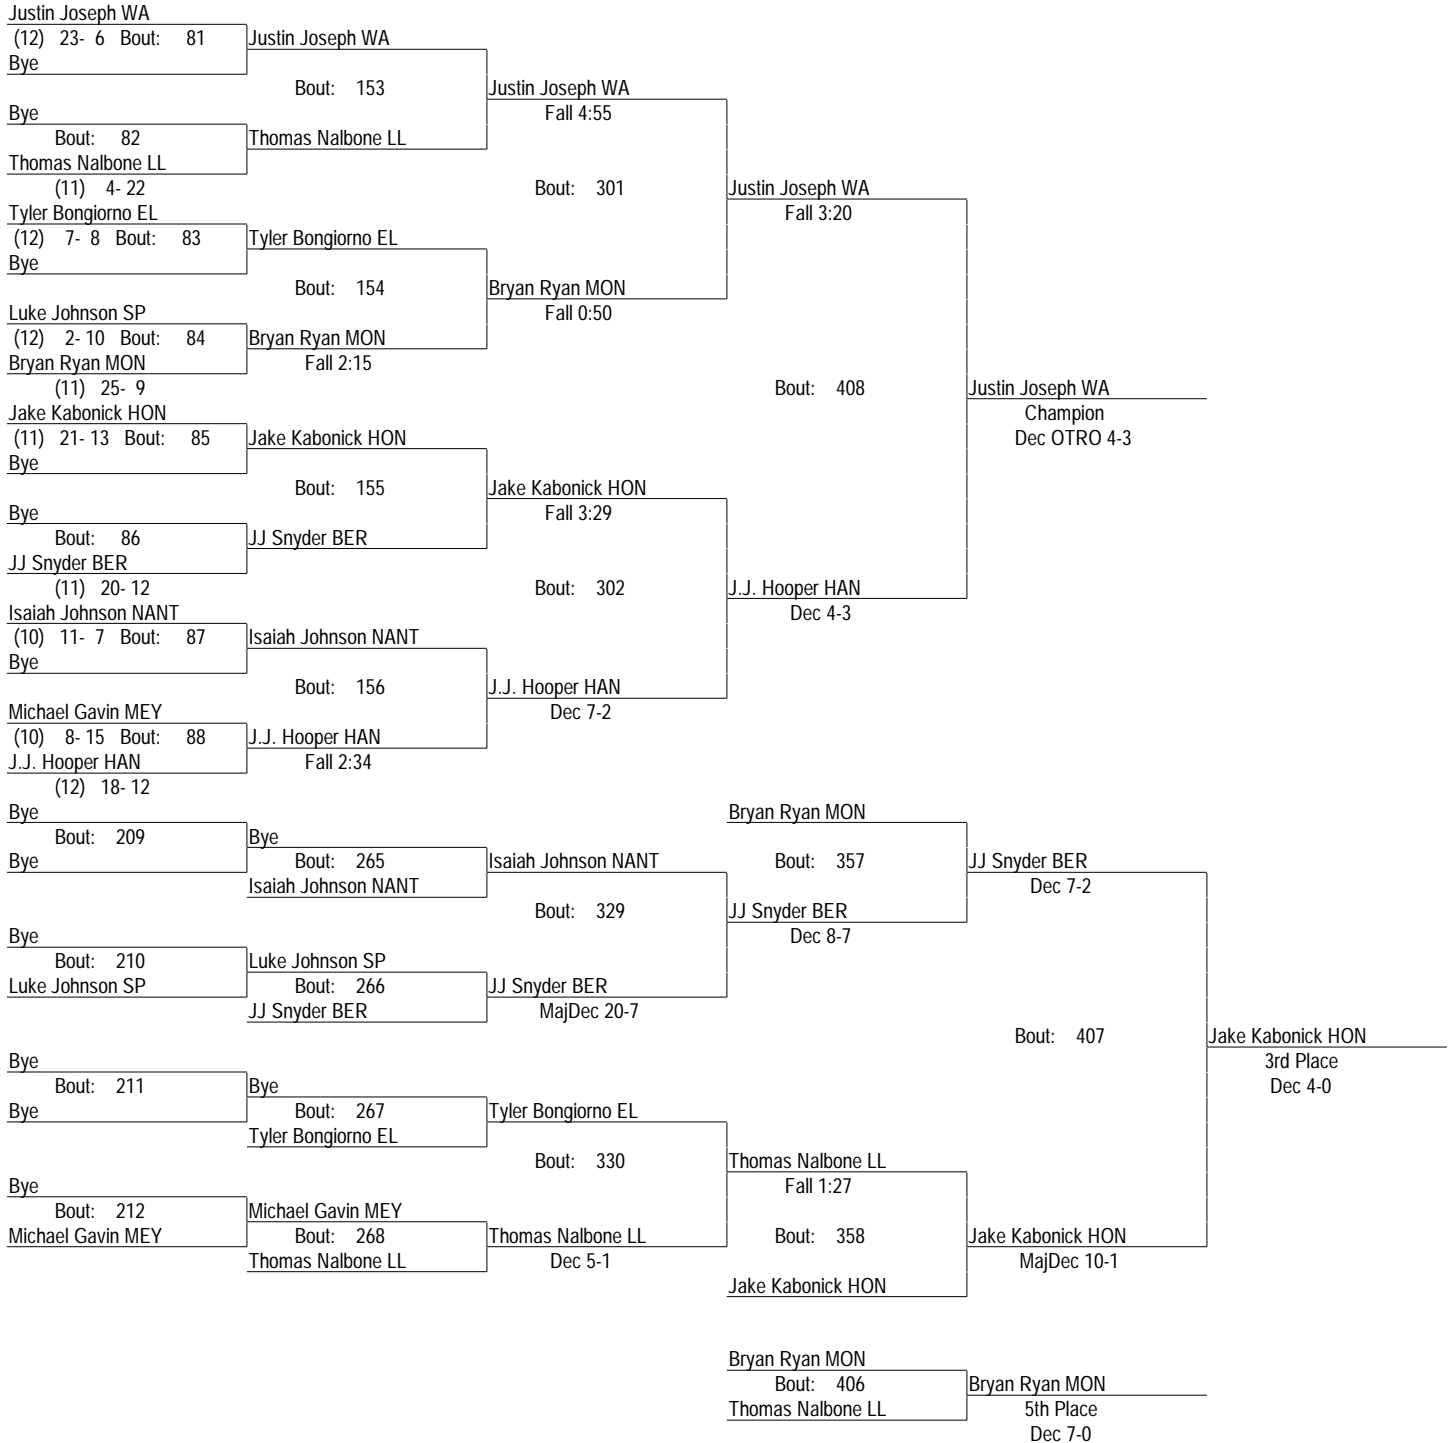 Justin Joseph WA
(12) 23- 6 Bout: 81 Justin Joseph WA
Bye
Bout: 153 Justin Joseph WA
Bye Fall 4:55
Bout: 82 Thomas Nalbone LL
Thomas Nalbone LL
(11) 4- 22 Bout: 301 Justin Joseph WA
Tyler Bongiorno EL Fall 3:20
(12) 7- 8 Bout: 83 Tyler Bongiorno EL
Bye
Bout: 154 Bryan Ryan MON
Luke Johnson SP Fall 0:50
(12) 2- 10 Bout: 84 Bryan Ryan MON
Bryan Ryan MON Fall 2:15
(11) 25- 9 Bout: 408 Justin Joseph WA
Jake Kabonick HON Champion
(11) 21- 13 Bout: 85 Jake Kabonick HON Dec OTRO 4-3
Bye
Bout: 155 Jake Kabonick HON
Bye Fall 3:29
Bout: 86 JJ Snyder BER
JJ Snyder BER
(11) 20- 12 Bout: 302 J.J. Hooper HAN
Isaiah Johnson NANT Dec 4-3
(10) 11- 7 Bout: 87 Isaiah Johnson NANT
Bye
Bout: 156 J.J. Hooper HAN
Michael Gavin MEY Dec 7-2
(10) 8- 15 Bout: 88 J.J. Hooper HAN
J.J. Hooper HAN Fall 2:34
(12) 18- 12
Bye Bryan Ryan MON
Bout: 209 Bye
Bye Bout: 265 Isaiah Johnson NANT Bout: 357 JJ Snyder BER
Isaiah Johnson NANT Dec 7-2
Bout: 329 JJ Snyder BER
Bye Dec 8-7
Bout: 210 Luke Johnson SP
Luke Johnson SP Bout: 266 JJ Snyder BER
JJ Snyder BER MajDec 20-7
Bout: 407 Jake Kabonick HON
Bye 3rd Place
Bout: 211 Bye Dec 4-0
Bye Bout: 267 Tyler Bongiorno EL
Tyler Bongiorno EL
Bout: 330 Thomas Nalbone LL
Bye Fall 1:27
Bout: 212 Michael Gavin MEY
Michael Gavin MEY Bout: 268 Thomas Nalbone LL Bout: 358 Jake Kabonick HON
Thomas Nalbone LL Dec 5-1 MajDec 10-1
Jake Kabonick HON
Bryan Ryan MON
Bout: 406 Bryan Ryan MON
Thomas Nalbone LL 5th Place
Dec 7-0